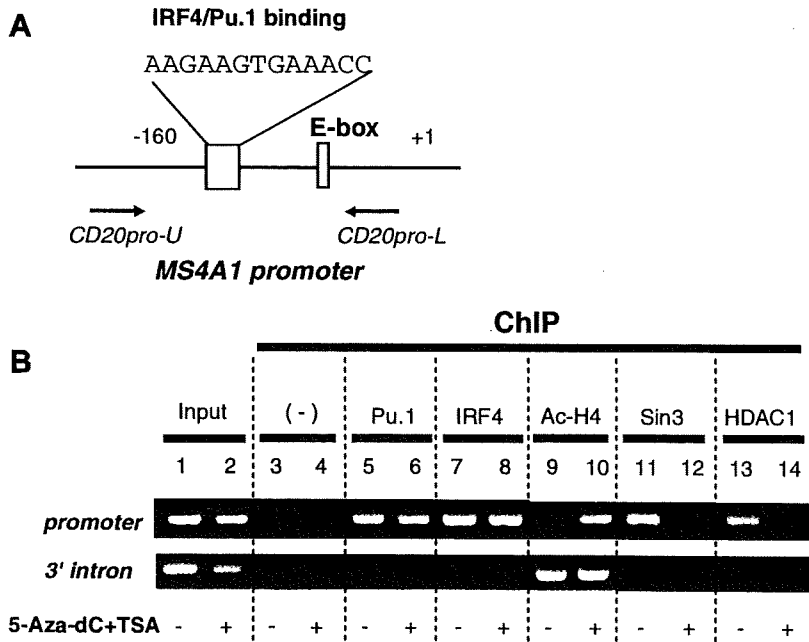 A
IRF4/Pu.1 binding
AAGAAGTGAAACC
-160
E-box
+1
CD20pro-U
CD20pro-L
MS4A1 promoter
ChIP
B
Input (-) Pu.1 IRF4 Ac-H4 Sin3 HDAC1
1 2 3 4 5 6 7 8 9 10 11 12 13 14
promoter
3' intron
5-Aza-dC+TSA - + - + - + - + - + - + - +